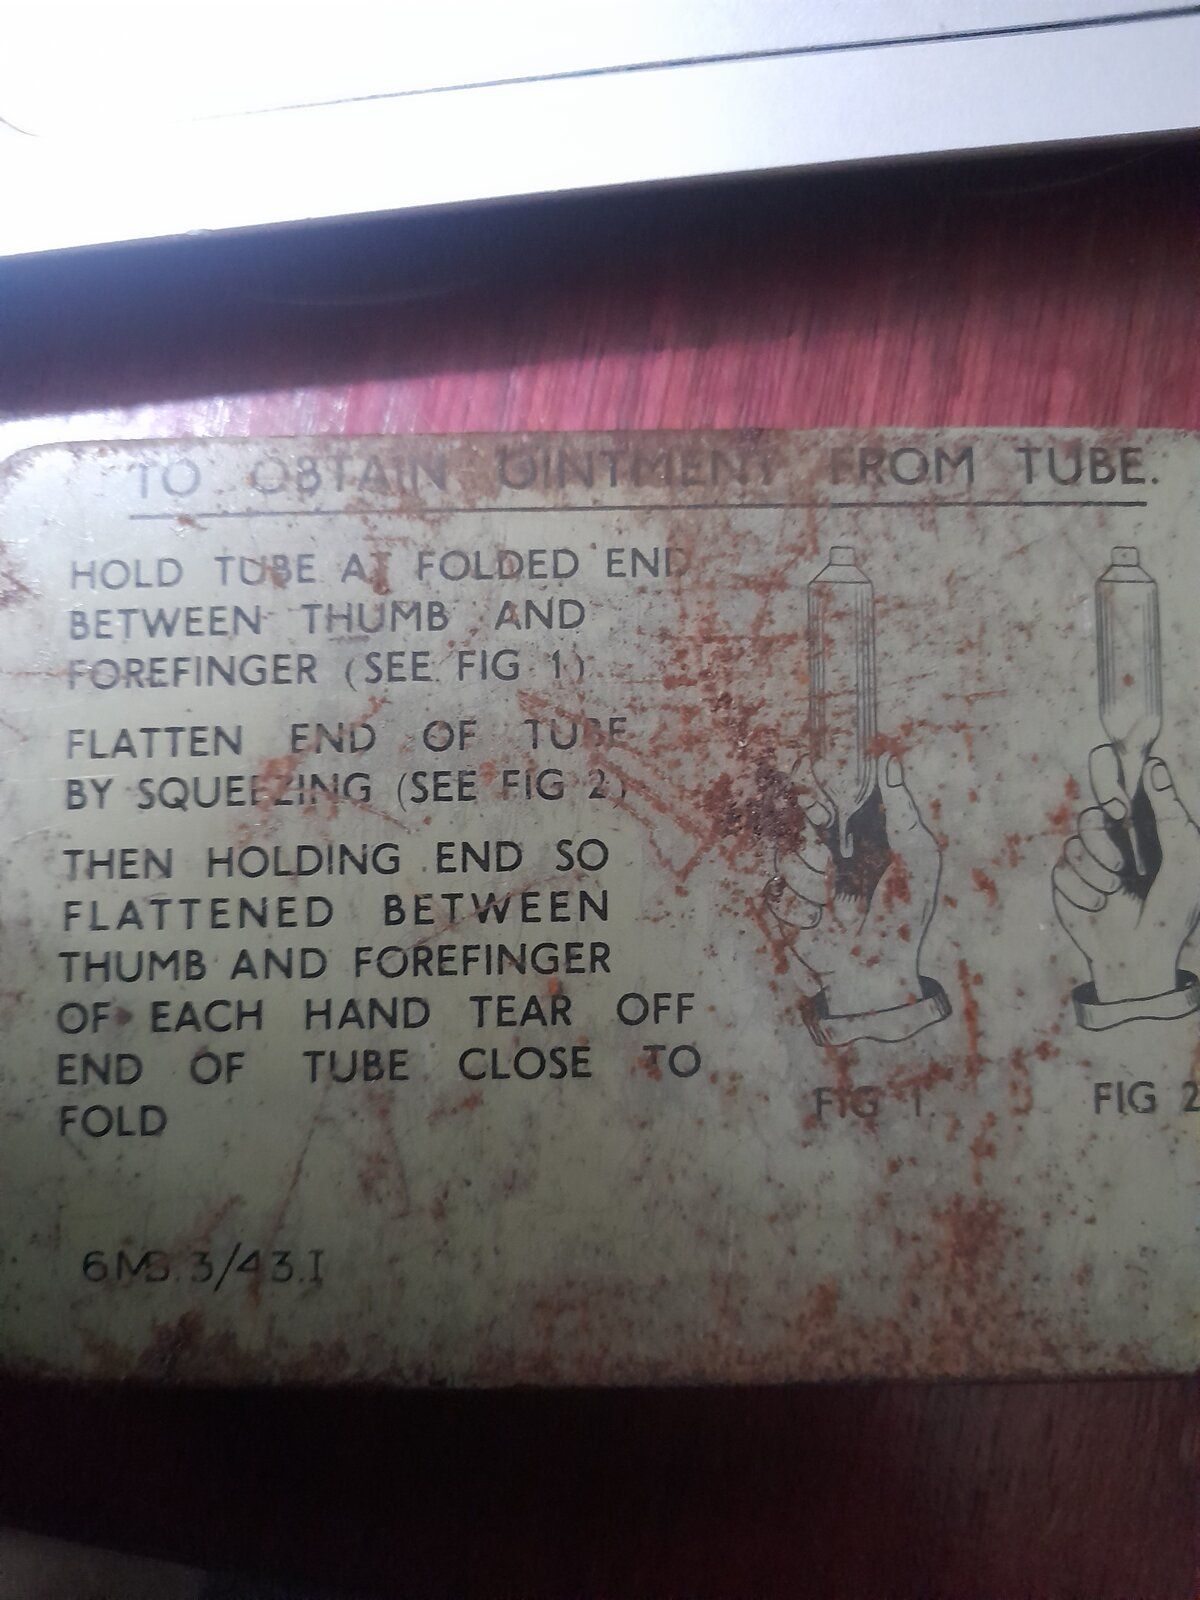 TO OBTAIN OINTMENT FROM TUBE.
HOLD TUBE AT FOLDED END
BETWEEN THUMB AND
FOREFINGER (SEE FIG 1)
FLATTEN END OF TUBE
BY SQUEEZING (SEE FIG 2)
THEN HOLDING END SO
FLATTENED BETWEEN
THUMB AND FOREFINGER
OF EACH HAND TEAR OFF
END OF TUBE CLOSE TO
FOLD
FIG 1.
FIG 2
6MB.3/43.I